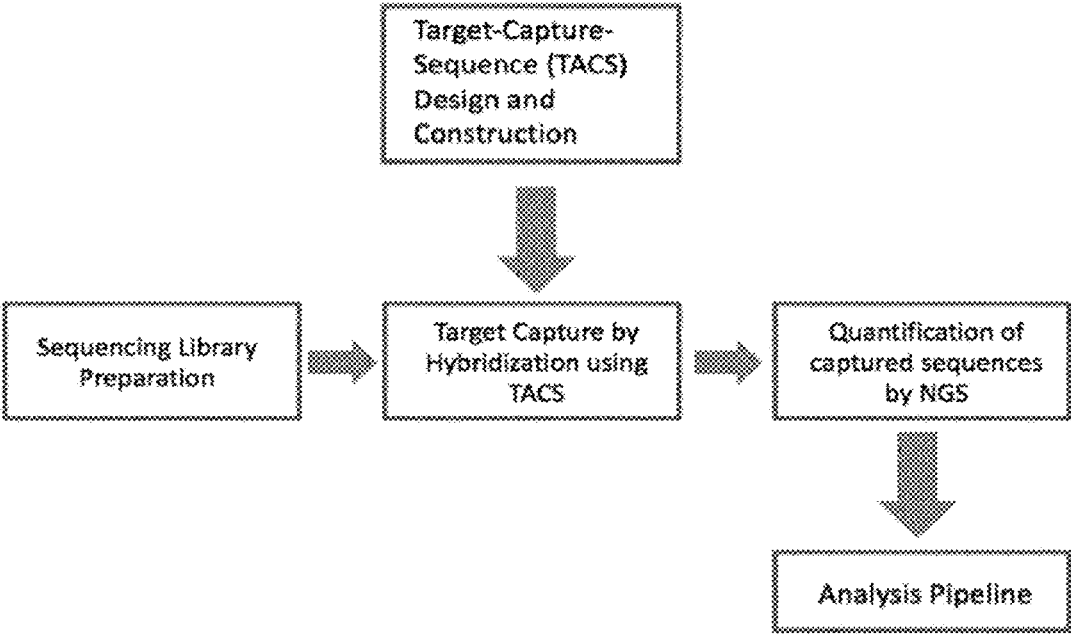 Target-Capture-
Sequence (TACS)
Design and
Construction
Sequencing Library
Preparation
Target Capture by
Hybridization using
TACS
Quantification of
captured sequences
by NGS
Analysis Pipeline